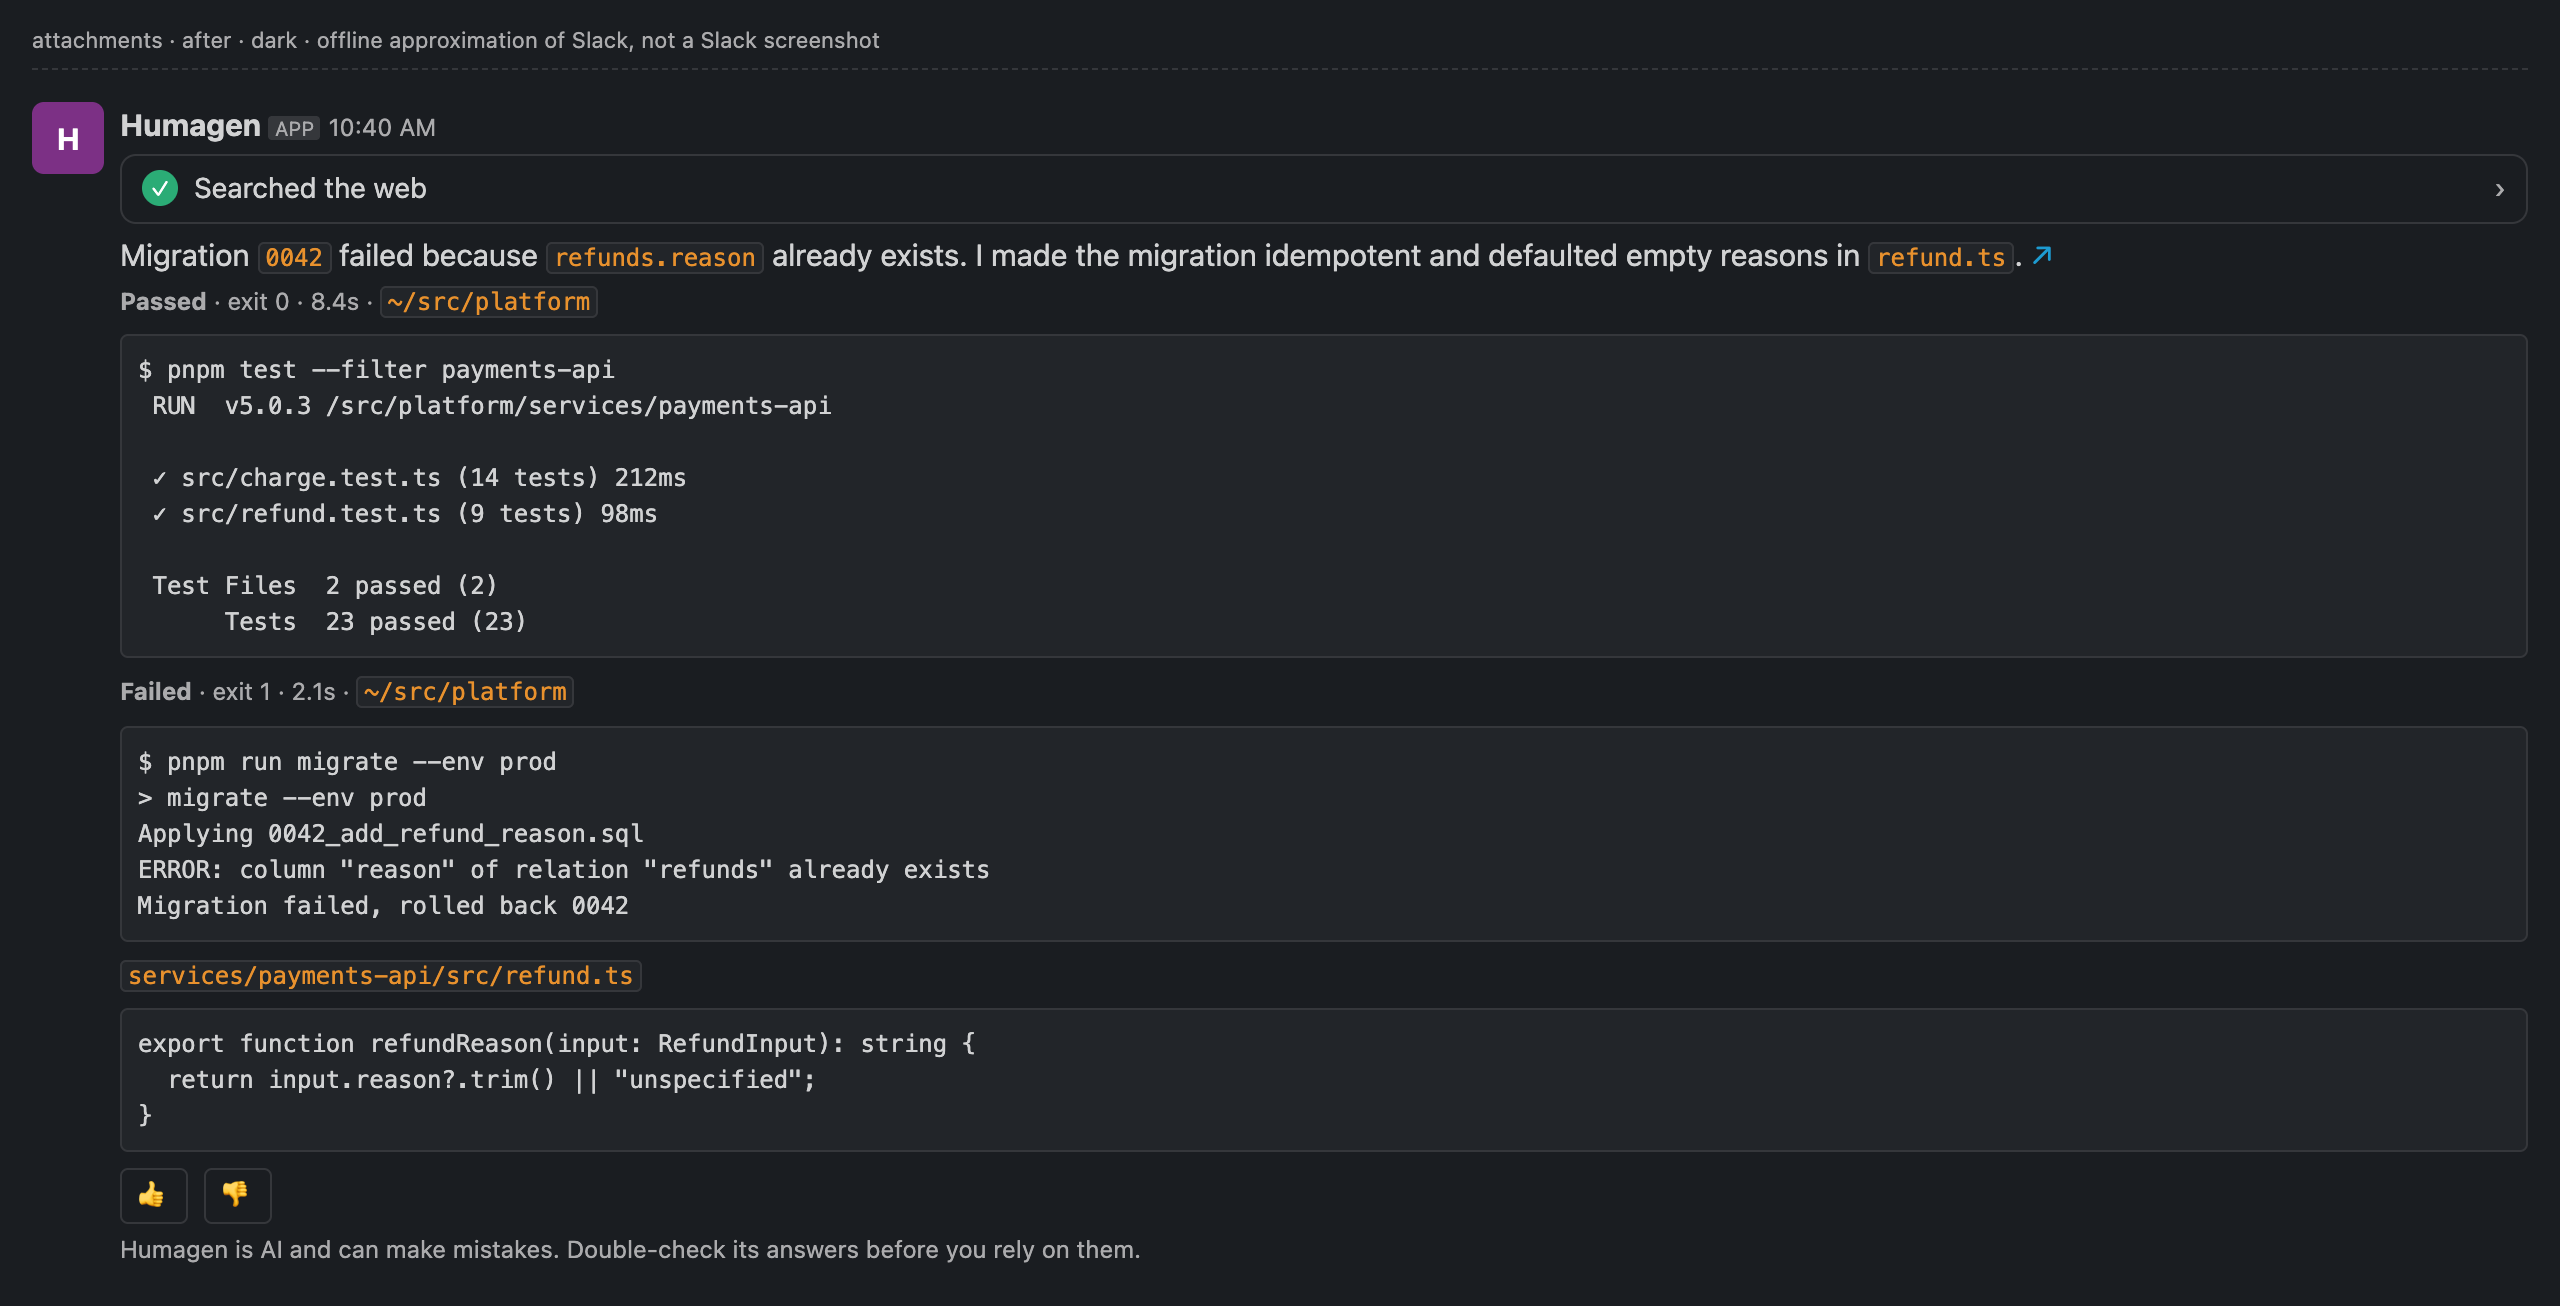 attachments · after · dark · offline approximation of Slack, not a Slack screenshot
H
Humagen APP 10:40 AM
✓ Searched the web ›
Migration 0042 failed because refunds.reason already exists. I made the migration idempotent and defaulted empty reasons in refund.ts. ↗
Passed · exit 0 · 8.4s · ~/src/platform
$ pnpm test --filter payments-api
 RUN  v5.0.3 /src/platform/services/payments-api
 ✓ src/charge.test.ts (14 tests) 212ms
 ✓ src/refund.test.ts (9 tests) 98ms
 Test Files  2 passed (2)
      Tests  23 passed (23)
Failed · exit 1 · 2.1s · ~/src/platform
$ pnpm run migrate --env prod
> migrate --env prod
Applying 0042_add_refund_reason.sql
ERROR: column "reason" of relation "refunds" already exists
Migration failed, rolled back 0042
services/payments-api/src/refund.ts
export function refundReason(input: RefundInput): string {
  return input.reason?.trim() || "unspecified";
}
👍 👎
Humagen is AI and can make mistakes. Double-check its answers before you rely on them.